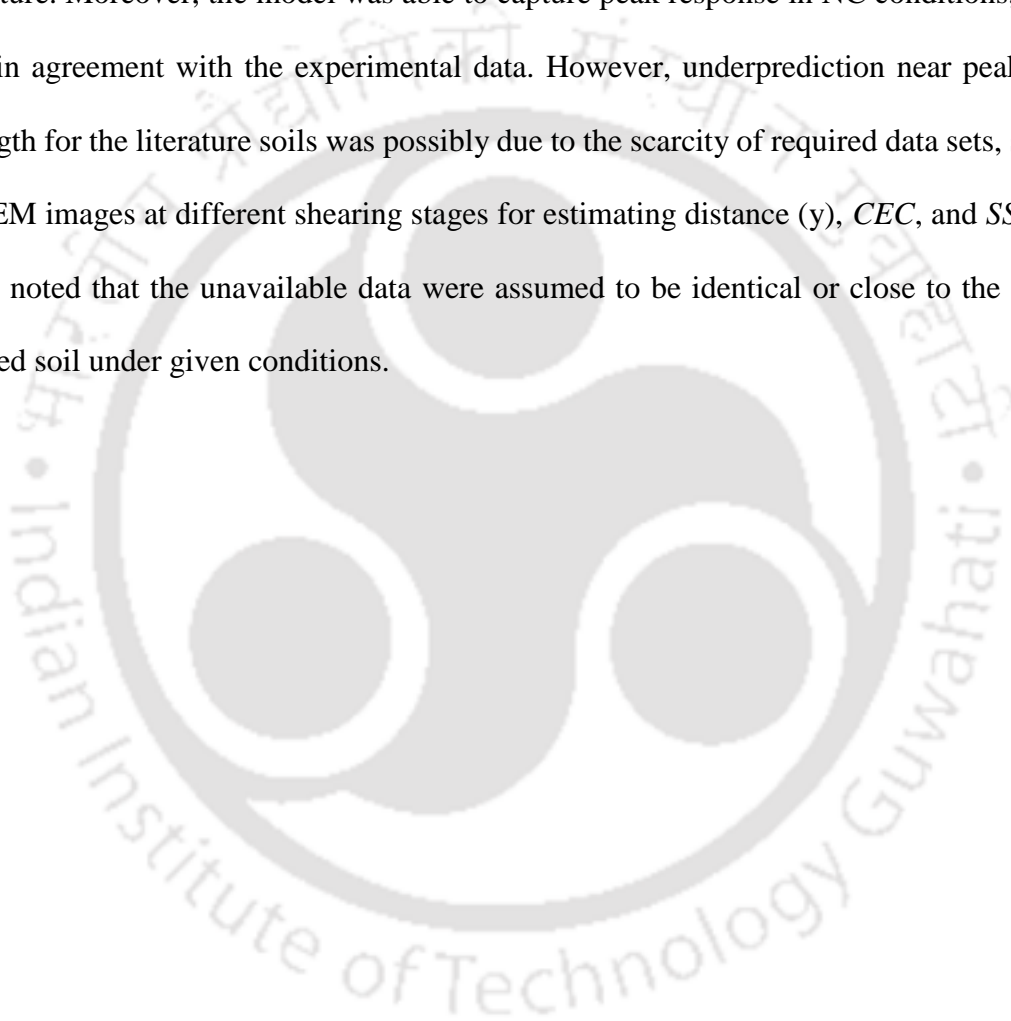 ture. Moreover, the model was able to capture peak response in NC conditions.
in agreement with the experimental data. However, underprediction near peal
gth for the literature soils was possibly due to the scarcity of required data sets,
EM images at different shearing stages for estimating distance (y), CEC, and SS
noted that the unavailable data were assumed to be identical or close to the
ed soil under given conditions.
Indian Institute of Technology Guwahati